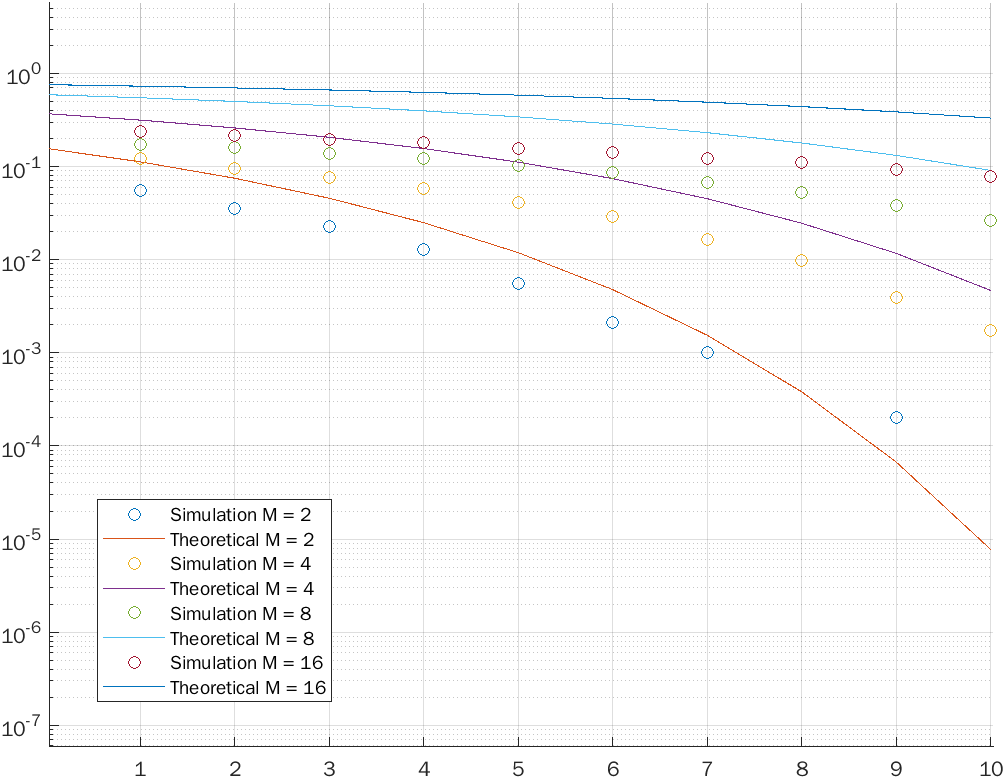 10^0
10^-1
10^-2
10^-3
10^-4
10^-5
10^-6
10^-7
Simulation M = 2
Theoretical M = 2
Simulation M = 4
Theoretical M = 4
Simulation M = 8
Theoretical M = 8
Simulation M = 16
Theoretical M = 16
1 2 3 4 5 6 7 8 9 10